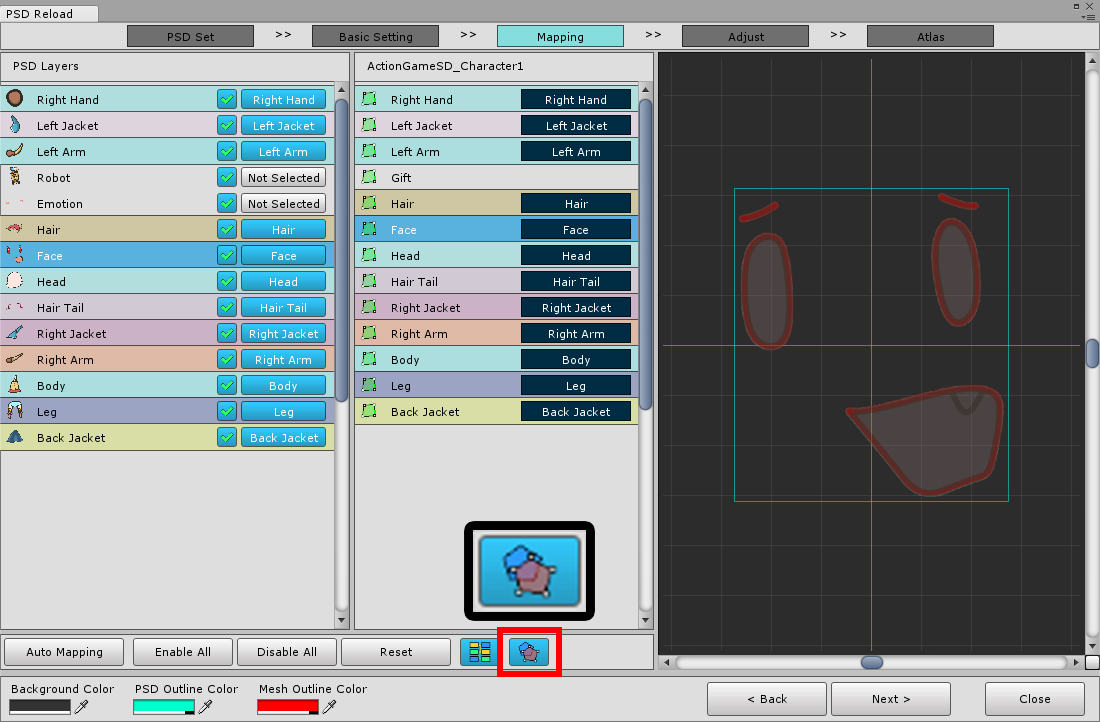 PSD Reload
PSD Set >> Basic Setting >> Mapping >> Adjust >> Atlas
PSD Layers
Right Hand Right Hand
Left Jacket Left Jacket
Left Arm Left Arm
Robot Not Selected
Emotion Not Selected
Hair Hair
Face Face
Head Head
Hair Tail Hair Tail
Right Jacket Right Jacket
Right Arm Right Arm
Body Body
Leg Leg
Back Jacket Back Jacket
ActionGameSD_Character1
Right Hand Right Hand
Left Jacket Left Jacket
Left Arm Left Arm
Gift
Hair Hair
Face Face
Head Head
Hair Tail Hair Tail
Right Jacket Right Jacket
Right Arm Right Arm
Body Body
Leg Leg
Back Jacket Back Jacket
Auto Mapping Enable All Disable All Reset
Background Color PSD Outline Color Mesh Outline Color
< Back Next > Close